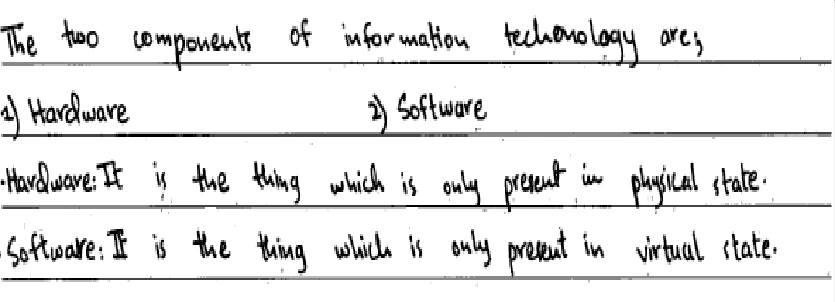 The two components of information techonology are;
1) Hardware 2) Software
·Hardware: It is the thing which is only present in physical state.
·Software: It is the thing which is only present in virtual state.